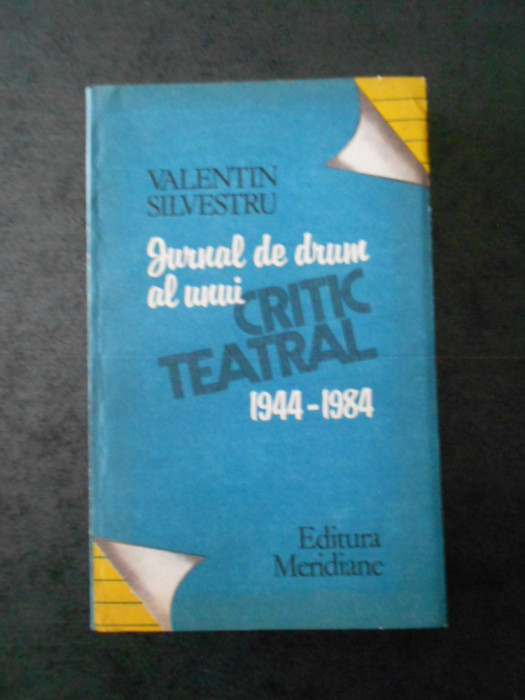 VALENTIN
SILVESTRU
Jurnal de drum
al unui
CRITIC
TEATRAL
1944-1984
Editura
Meridiane